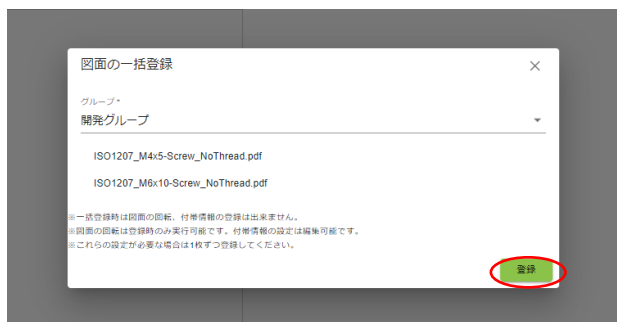 図面の一括登録
グループ*
開発グループ
ISO1207_M4x5-Screw_NoThread.pdf
ISO1207_M6x10-Screw_NoThread.pdf
※一括登録時は図面の回転、付帯情報の登録は出来ません。
※図面の回転は登録時のみ実行可能です。付帯情報の設定は編集可能です。
※これらの設定が必要な場合は1枚ずつ登録してください。
登録